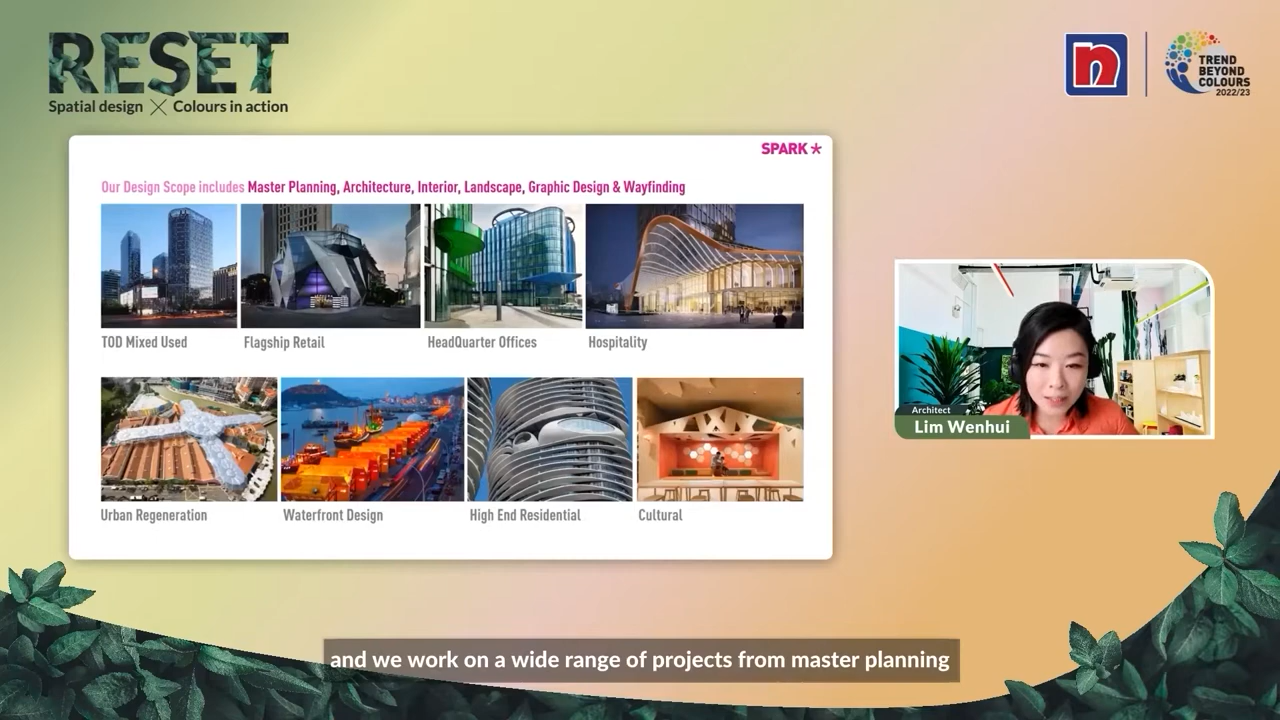 RESET
Spatial design X Colours in action
n
TREND
BEYOND
COLOURS
2022/23
SPARK*
Our Design Scope includes Master Planning, Architecture, Interior, Landscape, Graphic Design & Wayfinding
TOD Mixed Used
Flagship Retail
HeadQuarter Offices
Hospitality
Urban Regeneration
Waterfront Design
High End Residential
Cultural
Architect
Lim Wenhui
and we work on a wide range of projects from master planning